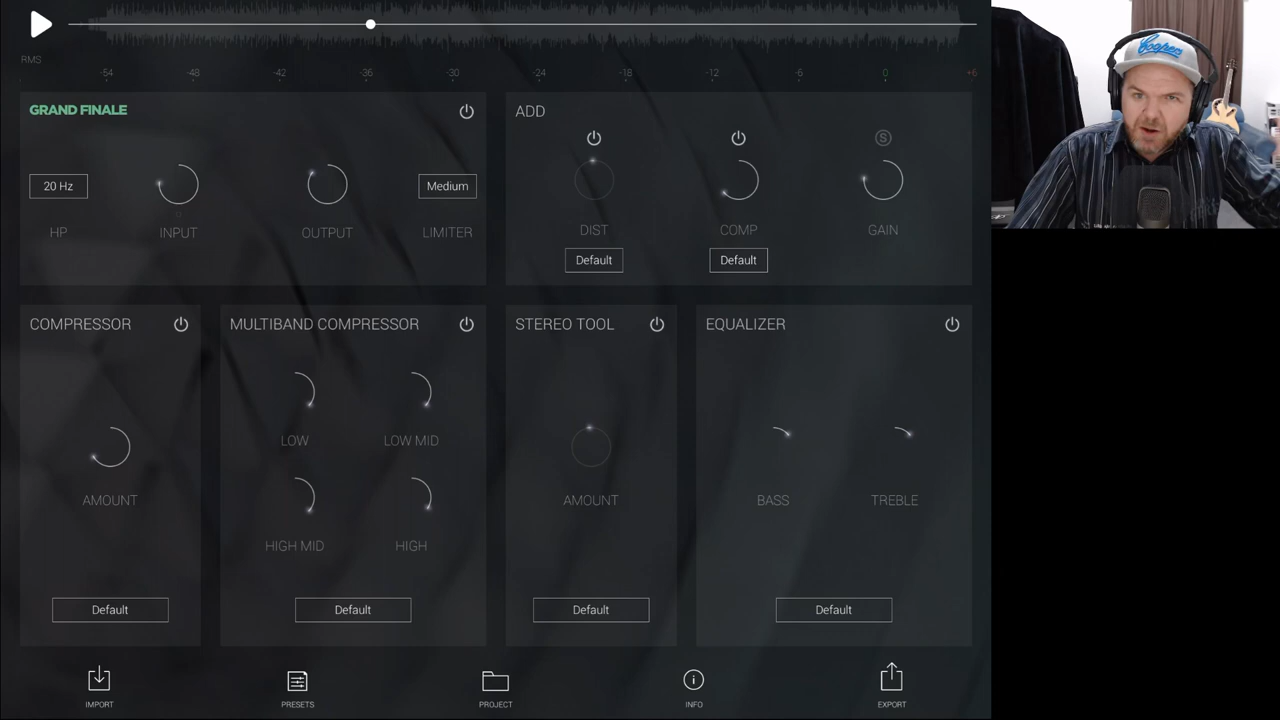 RMS
-54 -48 -42 -36 -30 -24 -18 -12 -6 0 +6
GRAND FINALE
20 Hz
HP
INPUT
OUTPUT
Medium
LIMITER
ADD
DIST
Default
COMP
Default
S
GAIN
COMPRESSOR
AMOUNT
Default
MULTIBAND COMPRESSOR
LOW
LOW MID
HIGH MID
HIGH
Default
STEREO TOOL
AMOUNT
Default
EQUALIZER
BASS
TREBLE
Default
IMPORT
PRESETS
PROJECT
INFO
EXPORT
Coopers